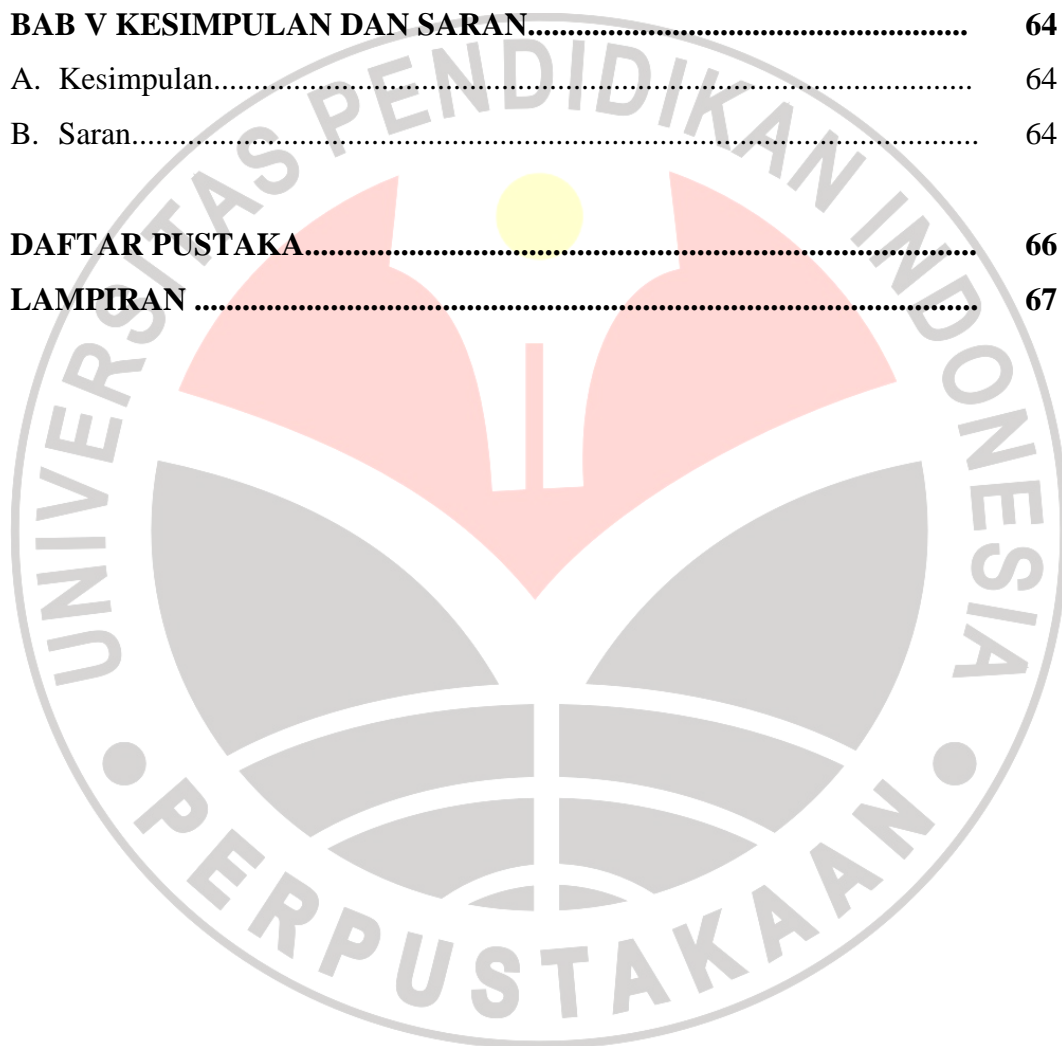 BAB V KESIMPULAN DAN SARAN........................................................ 64
A. Kesimpulan................................................................................................ 64
B. Saran........................................................................................................... 64
DAFTAR PUSTAKA..................................................................................... 66
LAMPIRAN ................................................................................................... 67
UNIVERSITAS PENDIDIKAN INDONESIA
PERPUSTAKAAN